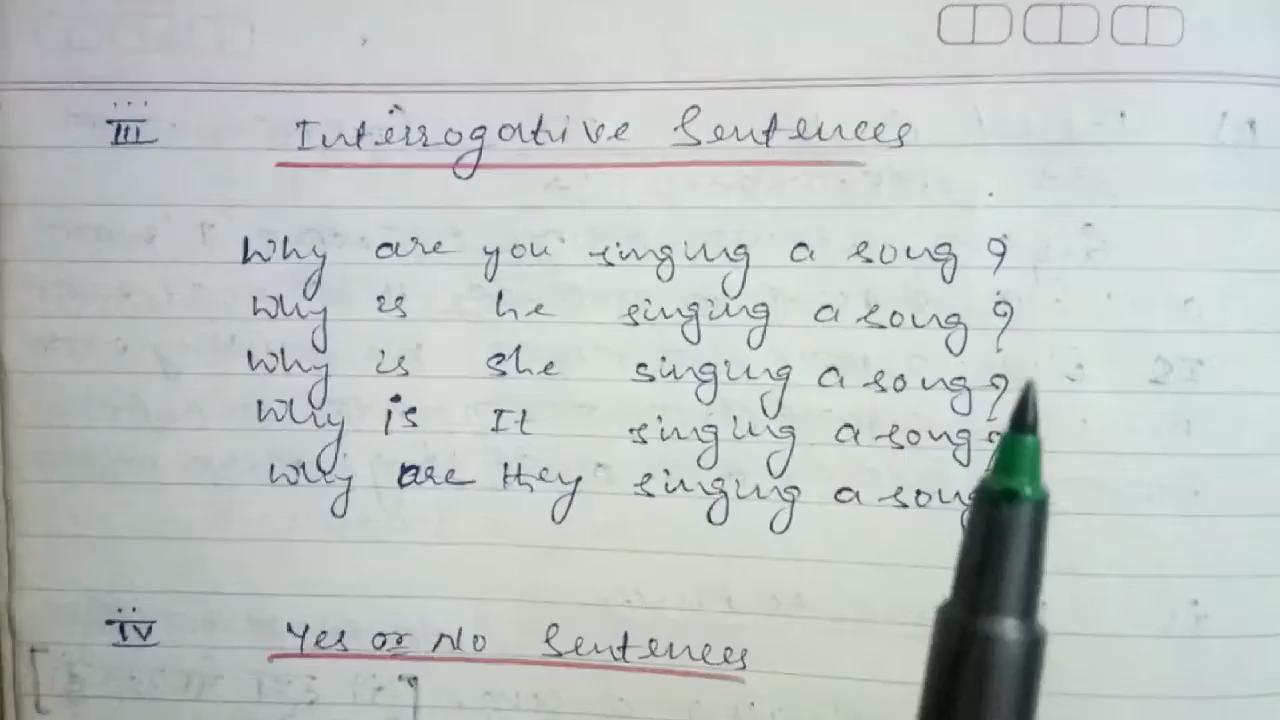 III Interrogative Sentences
Why are you singing a song?
Why is he singing a song?
Why is she singing a song?
Why is It singing a song?
Why are they singing a song
IV Yes or No Sentences